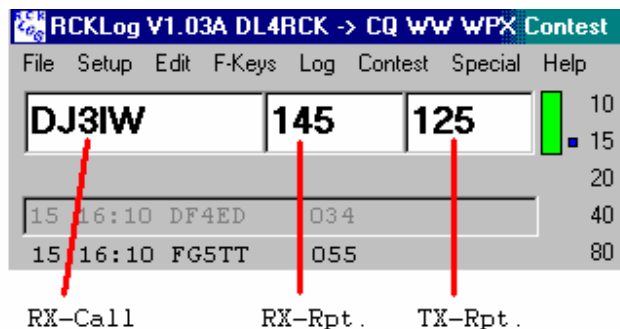 RCKLog V1.03A DL4RCK -> CQ WW WPX Contest
File Setup Edit F-Keys Log Contest Special Help
DJ3IW 145 125
10
15
20
15 16:10 DF4ED 034 40
15 16:10 FG5TT 055 80
RX-Call RX-Rpt. TX-Rpt.